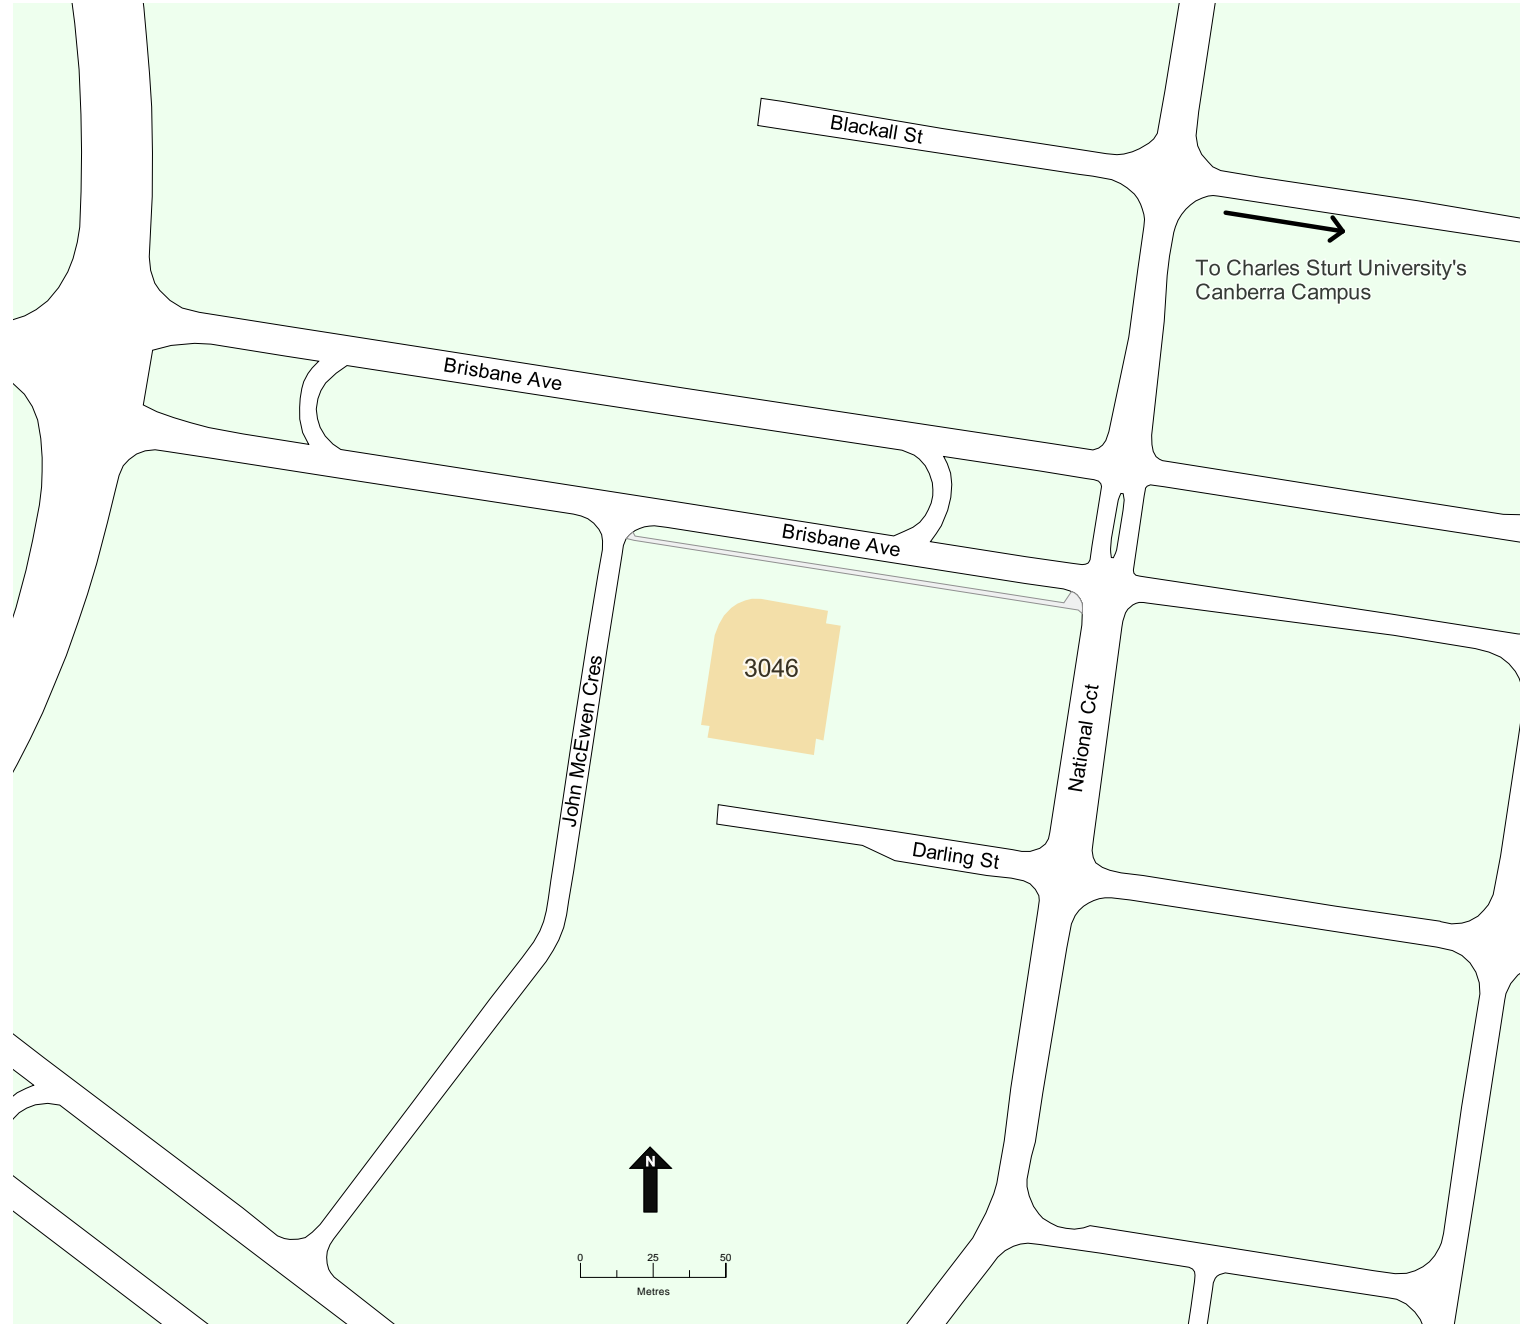 Blackall St
To Charles Sturt University's
Canberra Campus
Brisbane Ave
Brisbane Ave
3046
John McEwen Cres
National Cct
Darling St
N
0 25 50
Metres